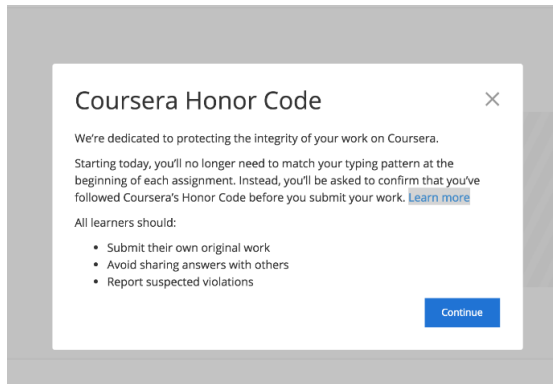 Coursera Honor Code
We're dedicated to protecting the integrity of your work on Coursera.
Starting today, you'll no longer need to match your typing pattern at the
beginning of each assignment. Instead, you'll be asked to confirm that you've
followed Coursera's Honor Code before you submit your work. Learn more
All learners should:
• Submit their own original work
• Avoid sharing answers with others
• Report suspected violations
Continue